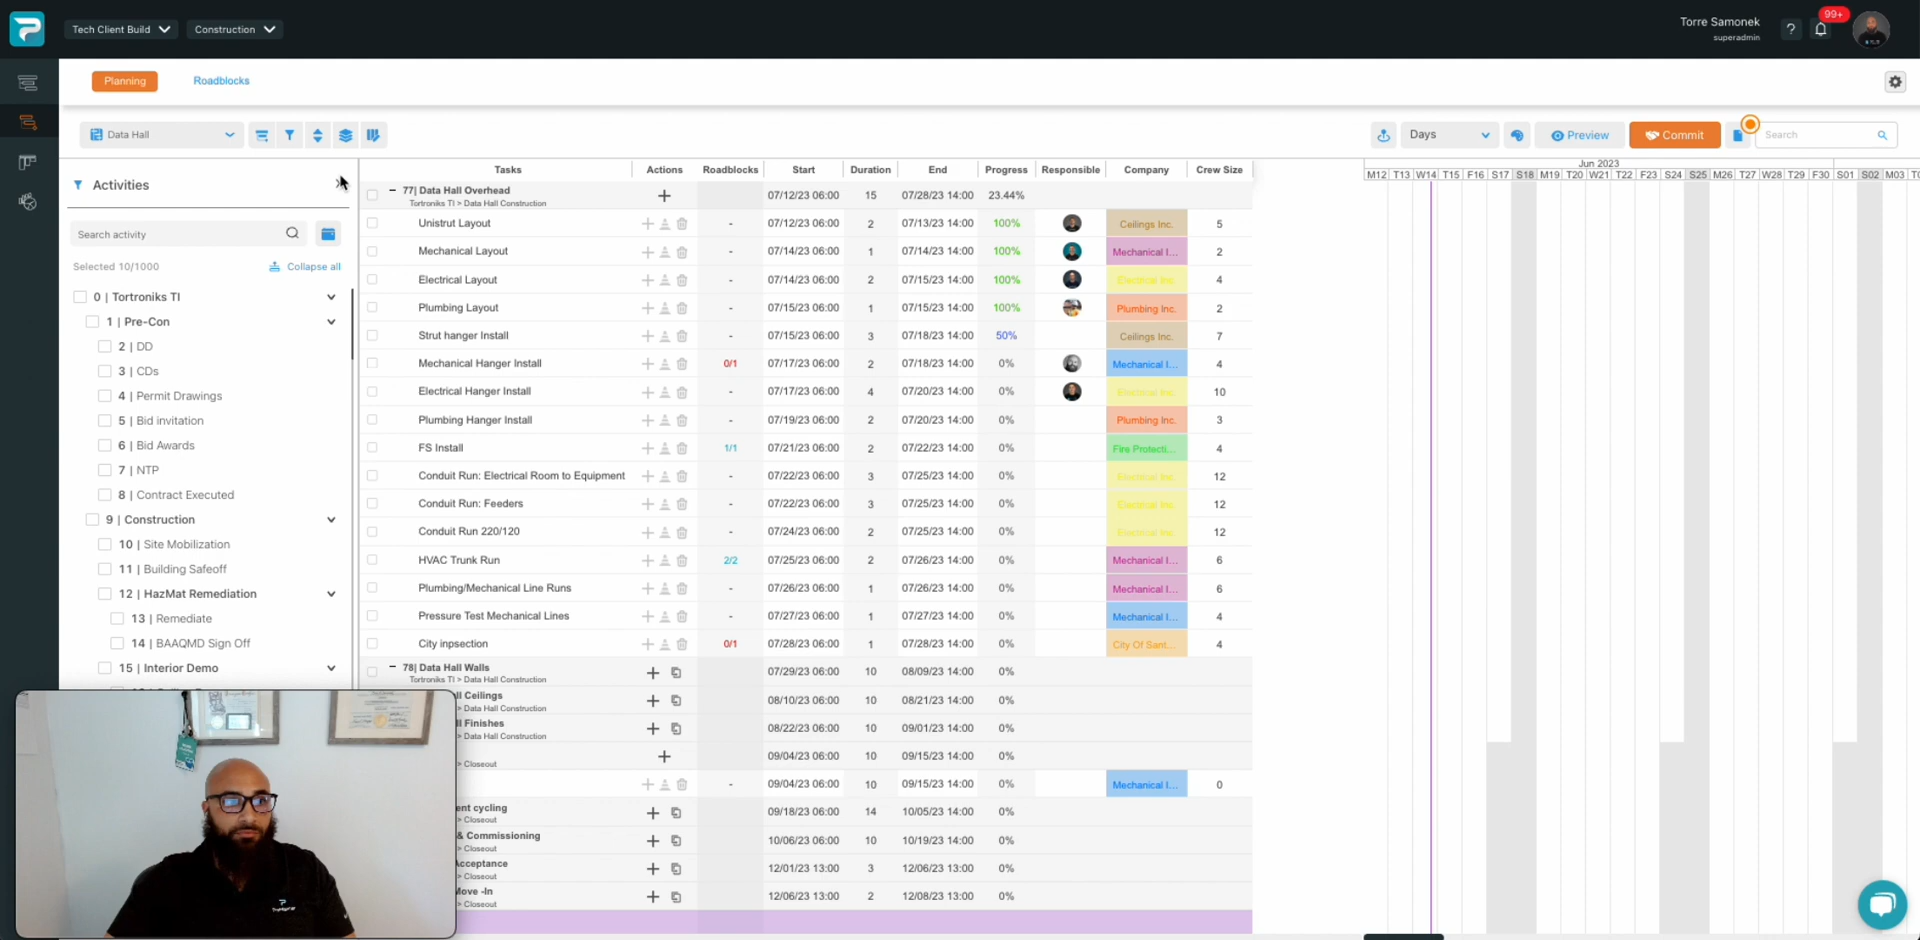 Tech Client Build
Construction
Torre Samonek
superadmin
?
99+
Planning
Roadblocks
Data Hall
Days
Preview
Commit
Search
Activities
Search activity
Selected 10/1000
Collapse all
0 | Tortroniks TI
1 | Pre-Con
2 | DD
3 | CDs
4 | Permit Drawings
5 | Bid invitation
6 | Bid Awards
7 | NTP
8 | Contract Executed
9 | Construction
10 | Site Mobilization
11 | Building Safeoff
12 | HazMat Remediation
13 | Remediate
14 | BAAQMD Sign Off
15 | Interior Demo
Tasks Actions Roadblocks Start Duration End Progress Responsible Company Crew Size
77| Data Hall Overhead 07/12/23 06:00 15 07/28/23 14:00 23.44%
Tortroniks TI > Data Hall Construction
Unistrut Layout - 07/12/23 06:00 2 07/13/23 14:00 100% Ceilings Inc. 5
Mechanical Layout - 07/14/23 06:00 1 07/14/23 14:00 100% Mechanical I... 2
Electrical Layout - 07/14/23 06:00 2 07/15/23 14:00 100% Electrical Inc. 4
Plumbing Layout - 07/15/23 06:00 1 07/15/23 14:00 100% Plumbing Inc. 2
Strut hanger Install - 07/15/23 06:00 3 07/18/23 14:00 50% Ceilings Inc. 7
Mechanical Hanger Install 0/1 07/17/23 06:00 2 07/18/23 14:00 0% Mechanical I... 4
Electrical Hanger Install - 07/17/23 06:00 4 07/20/23 14:00 0% Electrical Inc. 10
Plumbing Hanger Install - 07/19/23 06:00 2 07/20/23 14:00 0% Plumbing Inc. 3
FS Install 1/1 07/21/23 06:00 2 07/22/23 14:00 0% Fire Protecti... 4
Conduit Run: Electrical Room to Equipment - 07/22/23 06:00 3 07/25/23 14:00 0% Electrical Inc. 12
Conduit Run: Feeders - 07/22/23 06:00 3 07/25/23 14:00 0% Electrical Inc. 12
Conduit Run 220/120 - 07/24/23 06:00 2 07/25/23 14:00 0% Electrical Inc. 12
HVAC Trunk Run 2/2 07/25/23 06:00 2 07/26/23 14:00 0% Mechanical I... 6
Plumbing/Mechanical Line Runs - 07/26/23 06:00 1 07/26/23 14:00 0% Mechanical I... 6
Pressure Test Mechanical Lines - 07/27/23 06:00 1 07/27/23 14:00 0% Mechanical I... 4
City inpsection 0/1 07/28/23 06:00 1 07/28/23 14:00 0% City Of Sant... 4
78| Data Hall Walls 07/29/23 06:00 10 08/09/23 14:00 0%
Tortroniks TI > Data Hall Construction
ll Ceilings 08/10/23 06:00 10 08/21/23 14:00 0%
> Data Hall Construction
ll Finishes 08/22/23 06:00 10 09/01/23 14:00 0%
> Data Hall Construction
09/04/23 06:00 10 09/15/23 14:00 0%
> Closeout
- 09/04/23 06:00 10 09/15/23 14:00 0% Mechanical I... 0
ent cycling 09/18/23 06:00 14 10/05/23 14:00 0%
> Closeout
& Commissioning 10/06/23 06:00 10 10/19/23 14:00 0%
> Closeout
Acceptance 12/01/23 13:00 3 12/06/23 13:00 0%
> Closeout
Move -In 12/06/23 13:00 2 12/08/23 13:00 0%
> Closeout
Jun 2023
M12 T13 W14 T15 F16 S17 S18 M19 T20 W21 T22 F23 S24 S25 M26 T27 W28 T29 F30 S01 S02 M03